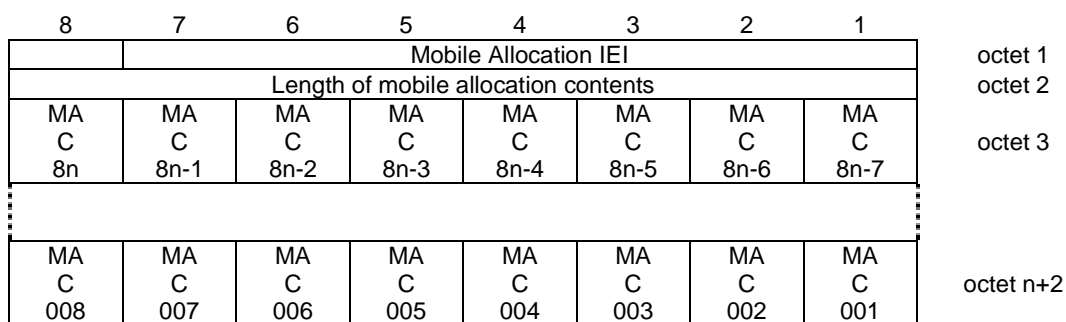 8 7 6 5 4 3 2 1
Mobile Allocation IEI octet 1
Length of mobile allocation contents octet 2
MA MA MA MA MA MA MA MA
C C C C C C C C octet 3
8n 8n-1 8n-2 8n-3 8n-4 8n-5 8n-6 8n-7
MA MA MA MA MA MA MA MA
C C C C C C C C octet n+2
008 007 006 005 004 003 002 001